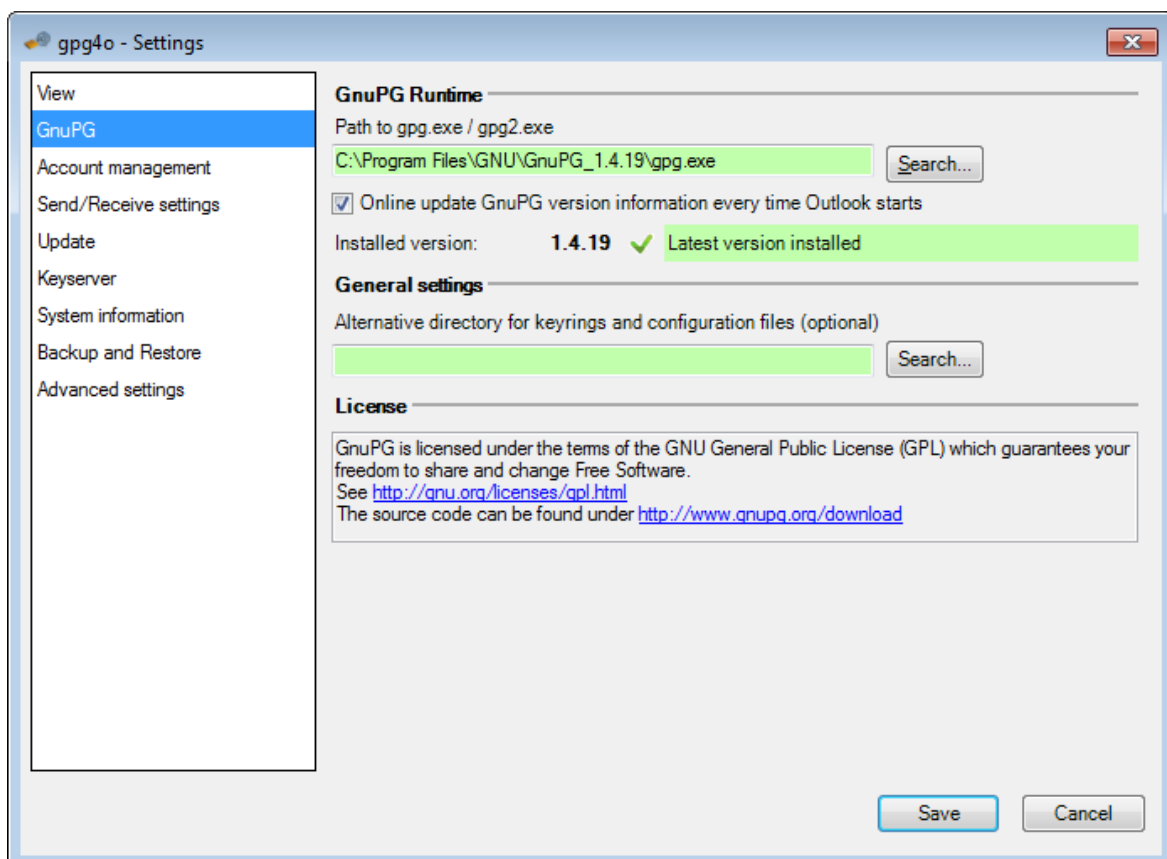 gpg4o - Settings
View
GnuPG
Account management
Send/Receive settings
Update
Keyserver
System information
Backup and Restore
Advanced settings
GnuPG Runtime
Path to gpg.exe / gpg2.exe
C:\Program Files\GNU\GnuPG_1.4.19\gpg.exe
Search...
Online update GnuPG version information every time Outlook starts
Installed version: 1.4.19 Latest version installed
General settings
Alternative directory for keyrings and configuration files (optional)
Search...
License
GnuPG is licensed under the terms of the GNU General Public License (GPL) which guarantees your
freedom to share and change Free Software.
See http://gnu.org/licenses/gpl.html
The source code can be found under http://www.gnupg.org/download
Save Cancel